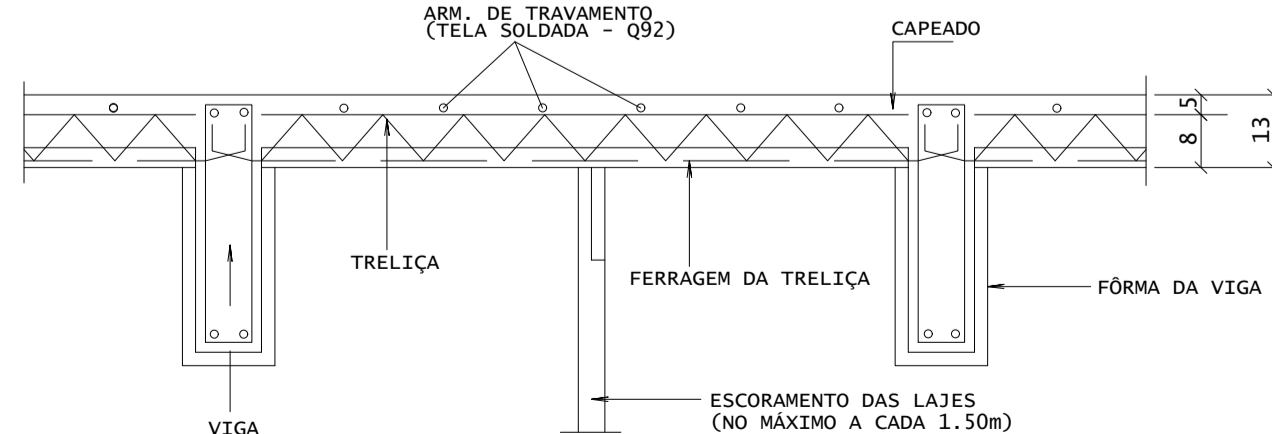 ARM. DE TRAVAMENTO
(TELA SOLDADA - Q92)
CAPEADO
5
8
13
TRELIÇA
FERRAGEM DA TRELIÇA
FÔRMA DA VIGA
ESCORAMENTO DAS LAJES
(NO MÁXIMO A CADA 1.50m)
VIGA